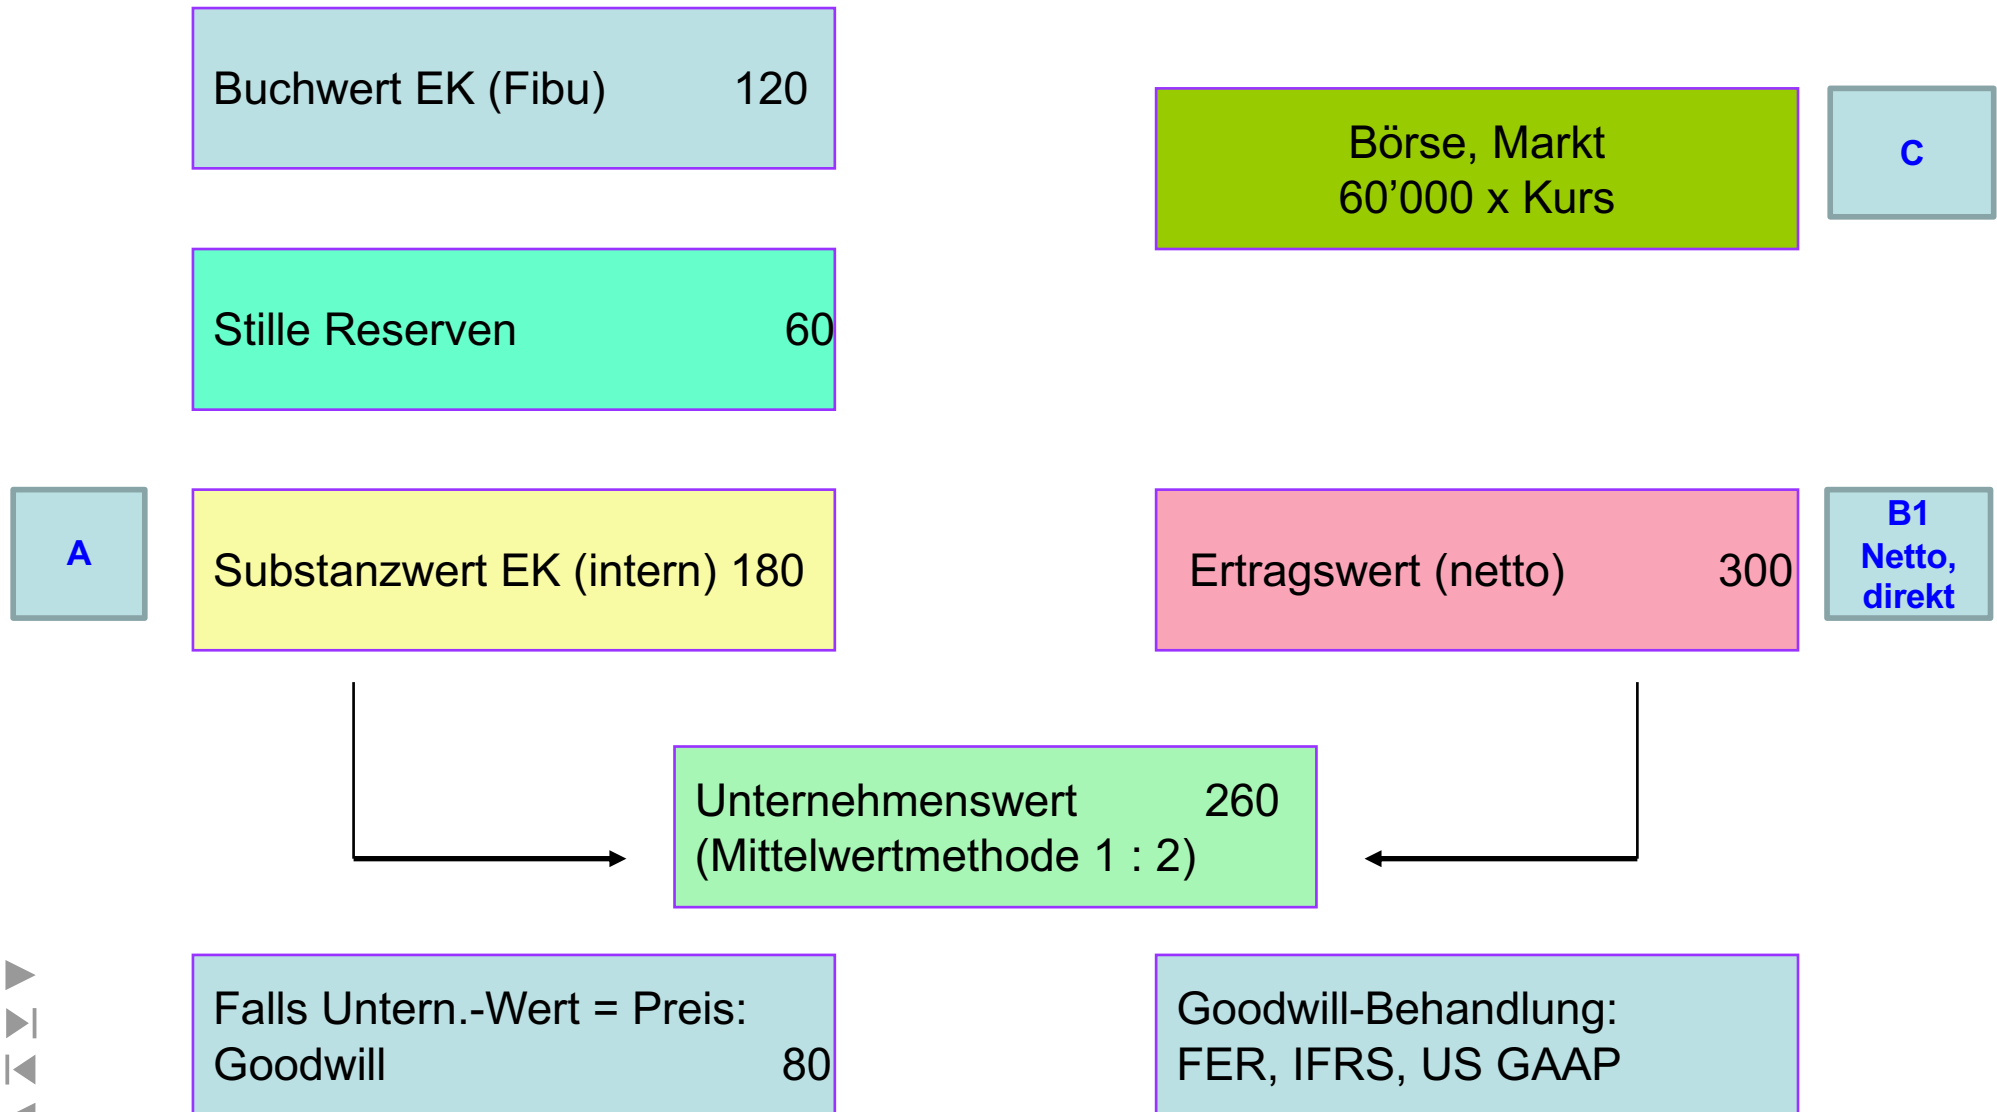 Buchwert EK (Fibu) 120
Börse, Markt
60’000 x Kurs
C
Stille Reserven 60
A
Substanzwert EK (intern) 180
Ertragswert (netto) 300
B1
Netto,
direkt
Unternehmenswert 260
(Mittelwertmethode 1 : 2)
Falls Untern.-Wert = Preis:
Goodwill 80
Goodwill-Behandlung:
FER, IFRS, US GAAP